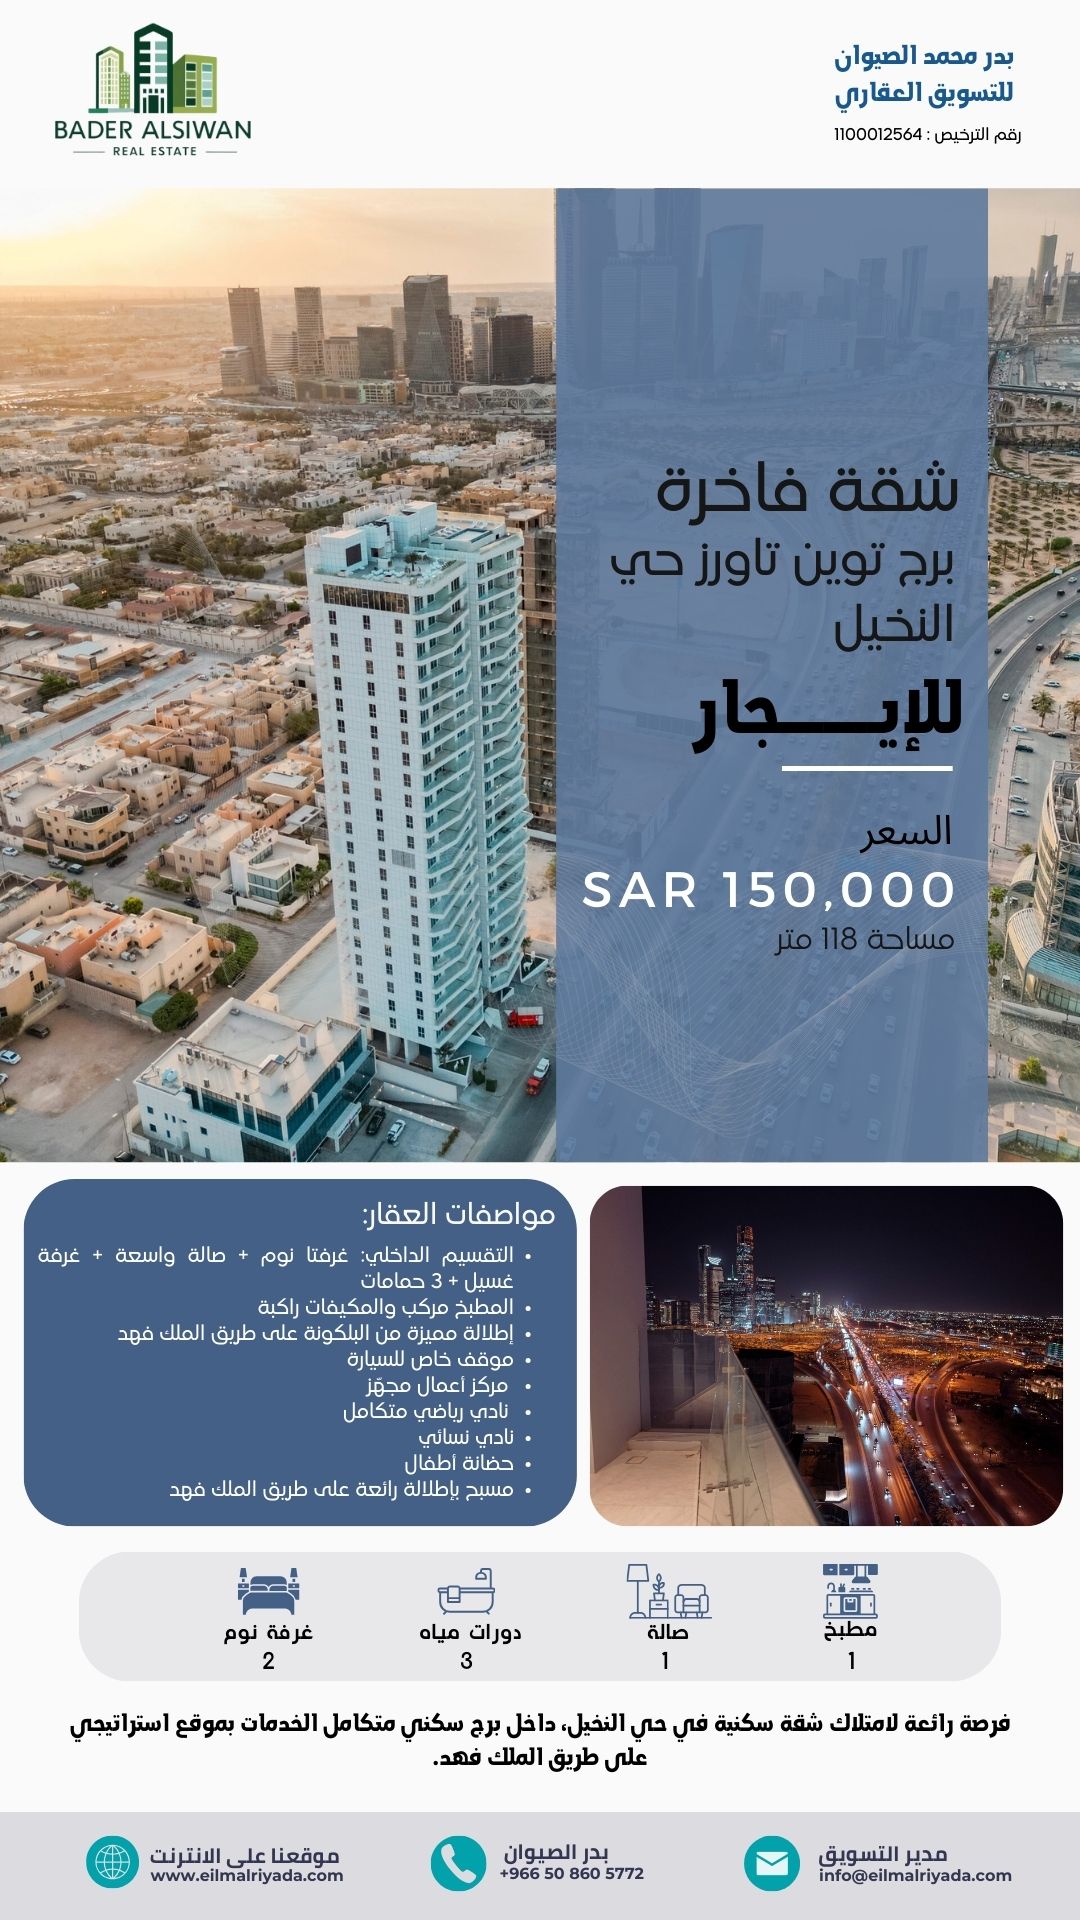 BADER ALSIWAN
REAL ESTATE
بدر محمد الصيوان
للتسويق العقاري
رقم الترخيص : 1100012564
شقة فاخرة
برج توين تاورز حي
النخيل
للإيـــــجار
السعر
SAR 150,000
مساحة 118 متر
مواصفات العقار:
• التقسيم الداخلي: غرفتا نوم + صالة واسعة + غرفة
غسيل + 3 حمامات
• المطبخ مركب والمكيفات راكبة
• إطلالة مميزة من البلكونة على طريق الملك فهد
• موقف خاص للسيارة
• مركز أعمال مجهّز
• نادي رياضي متكامل
• نادي نسائي
• حضانة أطفال
• مسبح بإطلالة رائعة على طريق الملك فهد
مطبخ
1
صالة
1
دورات مياه
3
غرفة نوم
2
فرصة رائعة لامتلاك شقة سكنية في حي النخيل، داخل برج سكني متكامل الخدمات بموقع استراتيجي
على طريق الملك فهد.
مدير التسويق
info@eilmalriyada.com
بدر الصيوان
+966 50 860 5772
موقعنا على الانترنت
www.eilmalriyada.com